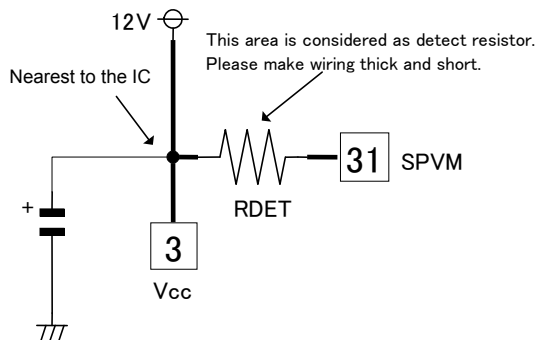 12V
This area is considered as detect resistor.
Please make wiring thick and short.
Nearest to the IC
31 SPVM
+
RDET
3
Vcc